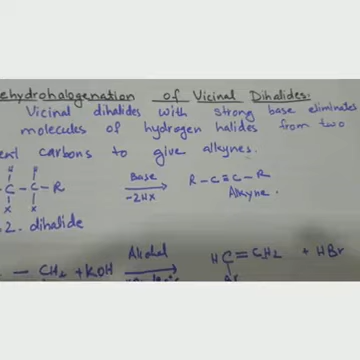 ehydrohalogenation of Vicinal Dihalides:
Vicinal dihalides with strong base eliminates
molecules of hydrogen halides from two
ent carbons to give alkynes.
H H
C-C-R Base R-C≡C-R
X X -2HX Alkyne.
2. dihalide
- CH2 + KOH Alcohol HC=CH2 + HBr
Br